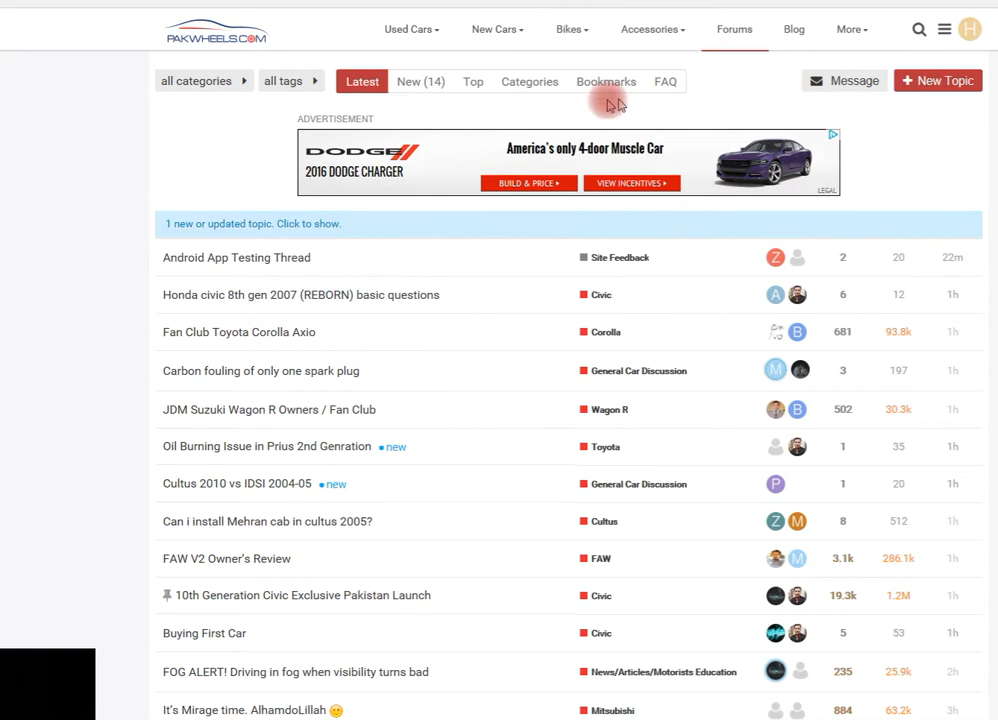 PAKWHEELS.COM
Used Cars
New Cars
Bikes
Accessories
Forums
Blog
More
H
all categories
all tags
Latest
New (14)
Top
Categories
Bookmarks
FAQ
Message
New Topic
ADVERTISEMENT
DODGE
2016 DODGE CHARGER
America's only 4-door Muscle Car
BUILD & PRICE
VIEW INCENTIVES
LEGAL
1 new or updated topic. Click to show.
Android App Testing Thread Site Feedback Z 2 20 22m
Honda civic 8th gen 2007 (REBORN) basic questions Civic A 6 12 1h
Fan Club Toyota Corolla Axio Corolla B 681 93.8k 1h
Carbon fouling of only one spark plug General Car Discussion M 3 197 1h
JDM Suzuki Wagon R Owners / Fan Club Wagon R B 502 30.3k 1h
Oil Burning Issue in Prius 2nd Genration new Toyota 1 35 1h
Cultus 2010 vs IDSI 2004-05 new General Car Discussion P 1 20 1h
Can i install Mehran cab in cultus 2005? Cultus Z M 8 512 1h
FAW V2 Owner's Review FAW M 3.1k 286.1k 1h
10th Generation Civic Exclusive Pakistan Launch Civic 19.3k 1.2M 1h
Buying First Car Civic 5 53 1h
FOG ALERT! Driving in fog when visibility turns bad News/Articles/Motorists Education 235 25.9k 2h
It's Mirage time. AlhamdoLillah 🙂 Mitsubishi 884 63.2k 3h